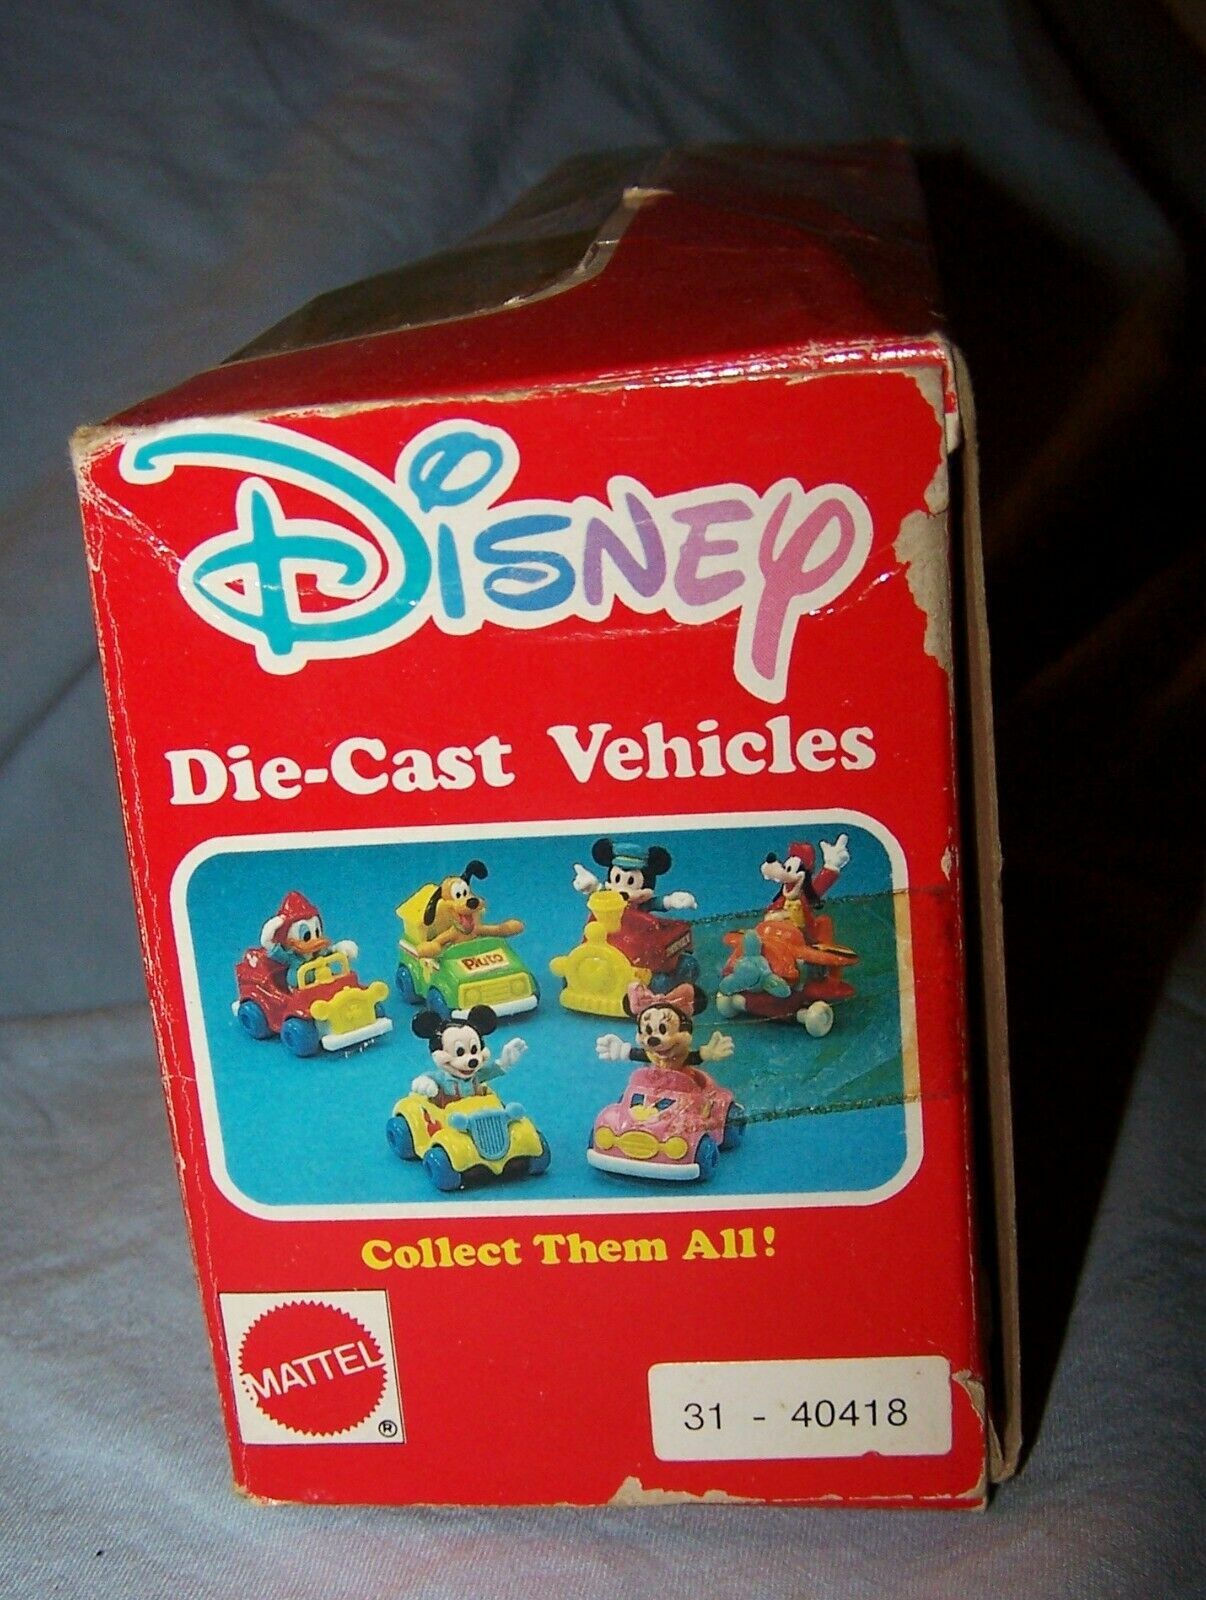 Disney
Die-Cast Vehicles
Pluto
Collect Them All!
MATTEL
®
31 - 40418